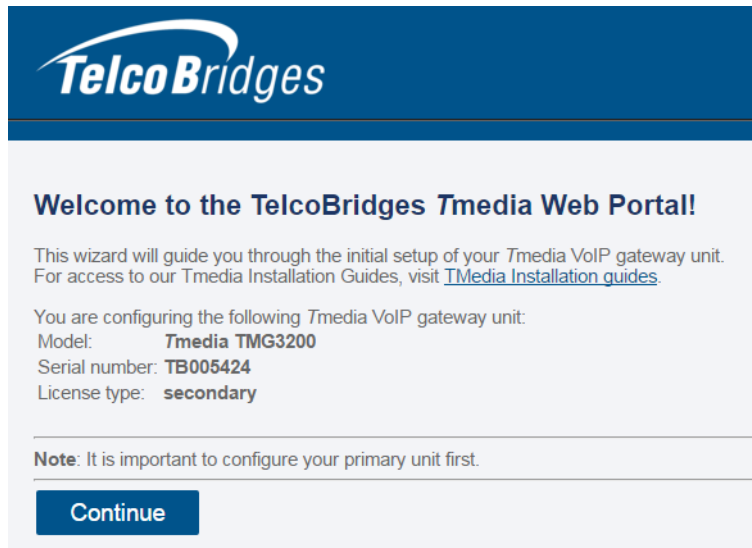 TelcoBridges
Welcome to the TelcoBridges Tmedia Web Portal!
This wizard will guide you through the initial setup of your Tmedia VoIP gateway unit.
For access to our Tmedia Installation Guides, visit TMedia Installation guides.
You are configuring the following Tmedia VoIP gateway unit:
Model: Tmedia TMG3200
Serial number: TB005424
License type: secondary
Note: It is important to configure your primary unit first.
Continue